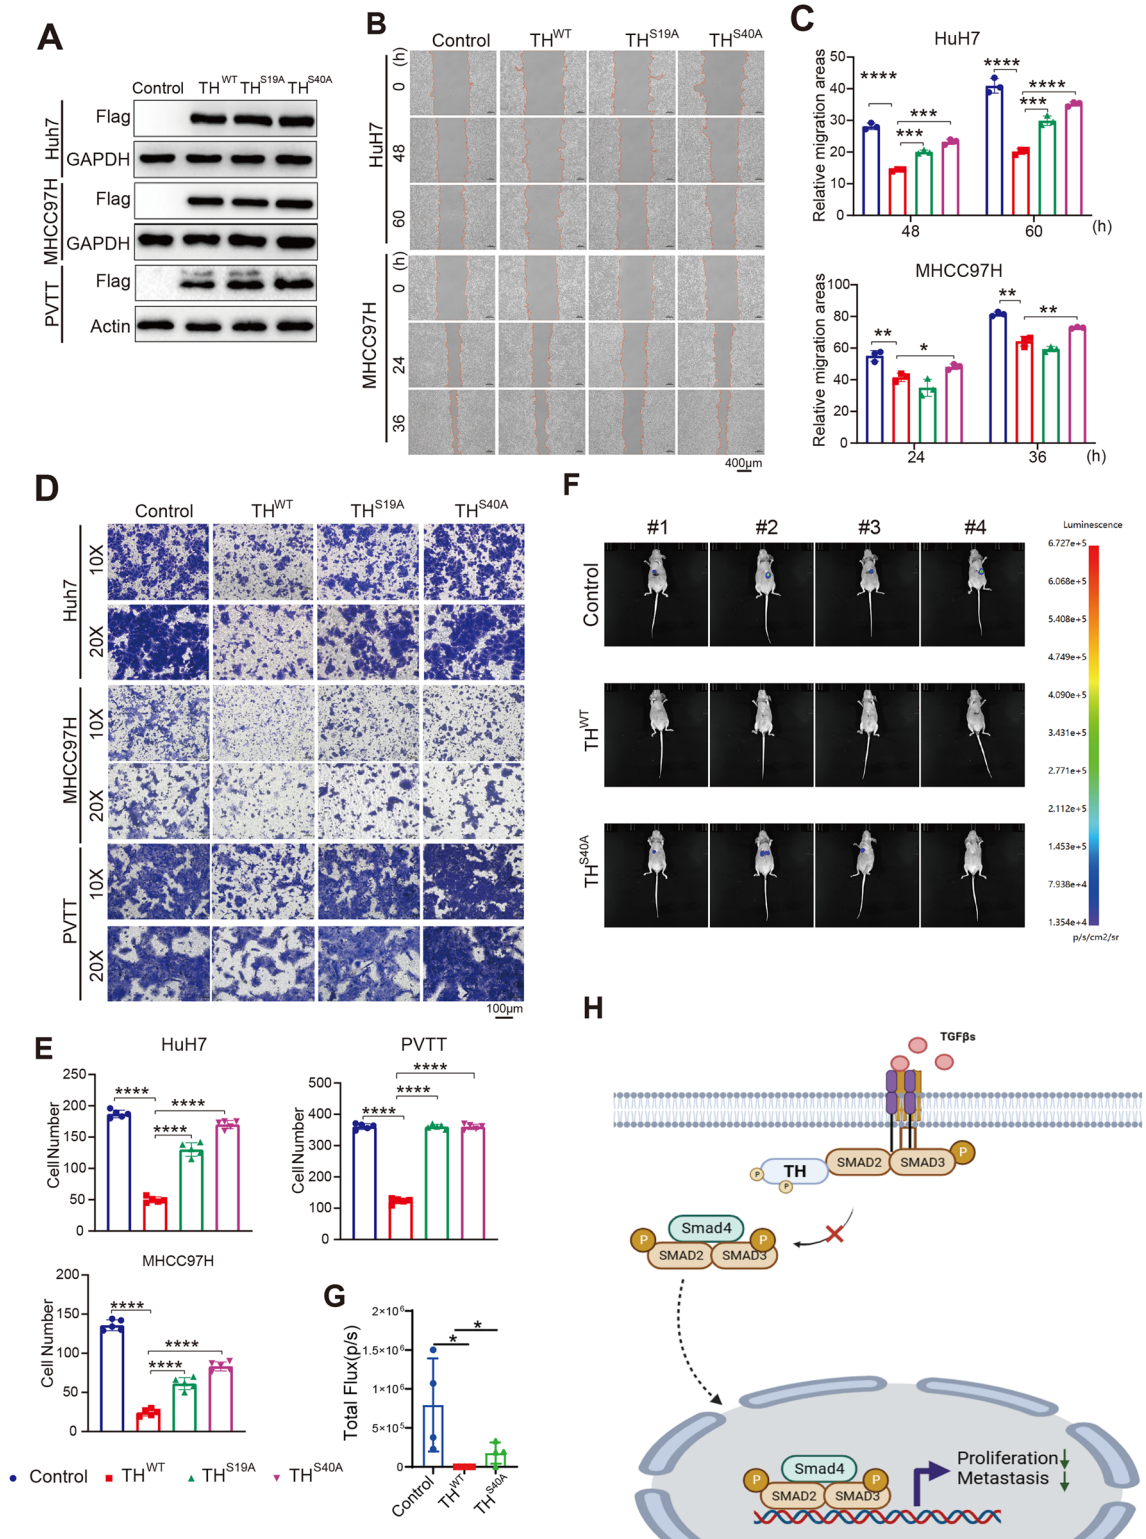 A
Control TH^WT TH^S19A TH^S40A
Huh7
Flag
GAPDH
MHCC97H
Flag
GAPDH
PVTT
Flag
Actin
B
Control TH^WT TH^S19A TH^S40A
(h)
HuH7
0
48
60
(h)
MHCC97H
0
24
36
400μm
C
HuH7
Relative migration areas
50
40
30
20
10
0
**** *** *** **** *** ****
48 60 (h)
MHCC97H
Relative migration areas
100
80
60
40
20
0
** * ** **
24 36 (h)
D
Control TH^WT TH^S19A TH^S40A
Huh7
10X
20X
MHCC97H
10X
20X
PVTT
10X
20X
100μm
E
HuH7
Cell Number
250
200
150
100
50
0
**** **** ****
PVTT
Cell Number
500
400
300
200
100
0
**** **** ****
MHCC97H
Cell Number
200
150
100
50
0
**** **** ****
Control TH^WT TH^S19A TH^S40A
F
#1 #2 #3 #4
Control
TH^WT
TH^S40A
Luminescence
6.727e+5
6.068e+5
5.408e+5
4.749e+5
4.090e+5
3.431e+5
2.771e+5
2.112e+5
1.453e+5
7.938e+4
1.354e+4
p/s/cm2/sr
G
Total Flux(p/s)
2×10^6
1.5×10^6
1×10^6
5×10^5
0
* *
Control TH^WT TH^S40A
H
TGFβs
P P TH SMAD2 SMAD3 P
Smad4
P SMAD2 SMAD3 P
Smad4
P SMAD2 SMAD3 P
Proliferation
Metastasis